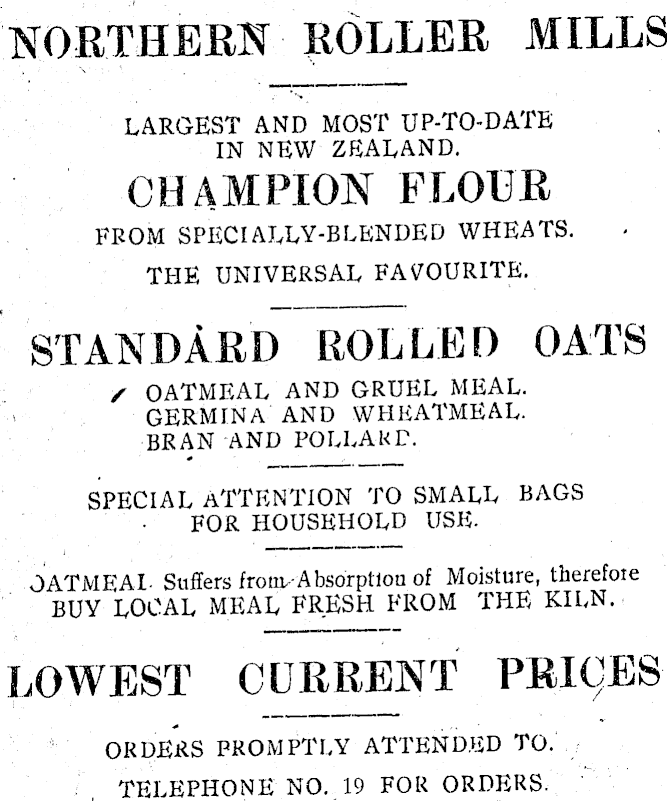 NORTHERN ROLLER MILLS
LARGEST AND MOST UP-TO-DATE
IN NEW ZEALAND.
CHAMPION FLOUR
FROM SPECIALLY-BLENDED WHEATS.
THE UNIVERSAL FAVOURITE.
STANDARD ROLLED OATS
OATMEAL AND GRUEL MEAL.
GERMINA AND WHEATMEAL.
BRAN AND POLLARD.
SPECIAL ATTENTION TO SMALL BAGS
FOR HOUSEHOLD USE.
OATMEAL Suffers from Absorption of Moisture, therefore
BUY LOCAL MEAL FRESH FROM THE KILN.
LOWEST CURRENT PRICES
ORDERS PROMPTLY ATTENDED TO.
TELEPHONE NO. 19 FOR ORDERS.